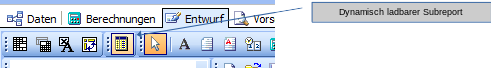 Daten Berechnungen Entwurf Vors
Dynamisch ladbarer Subreport
A A